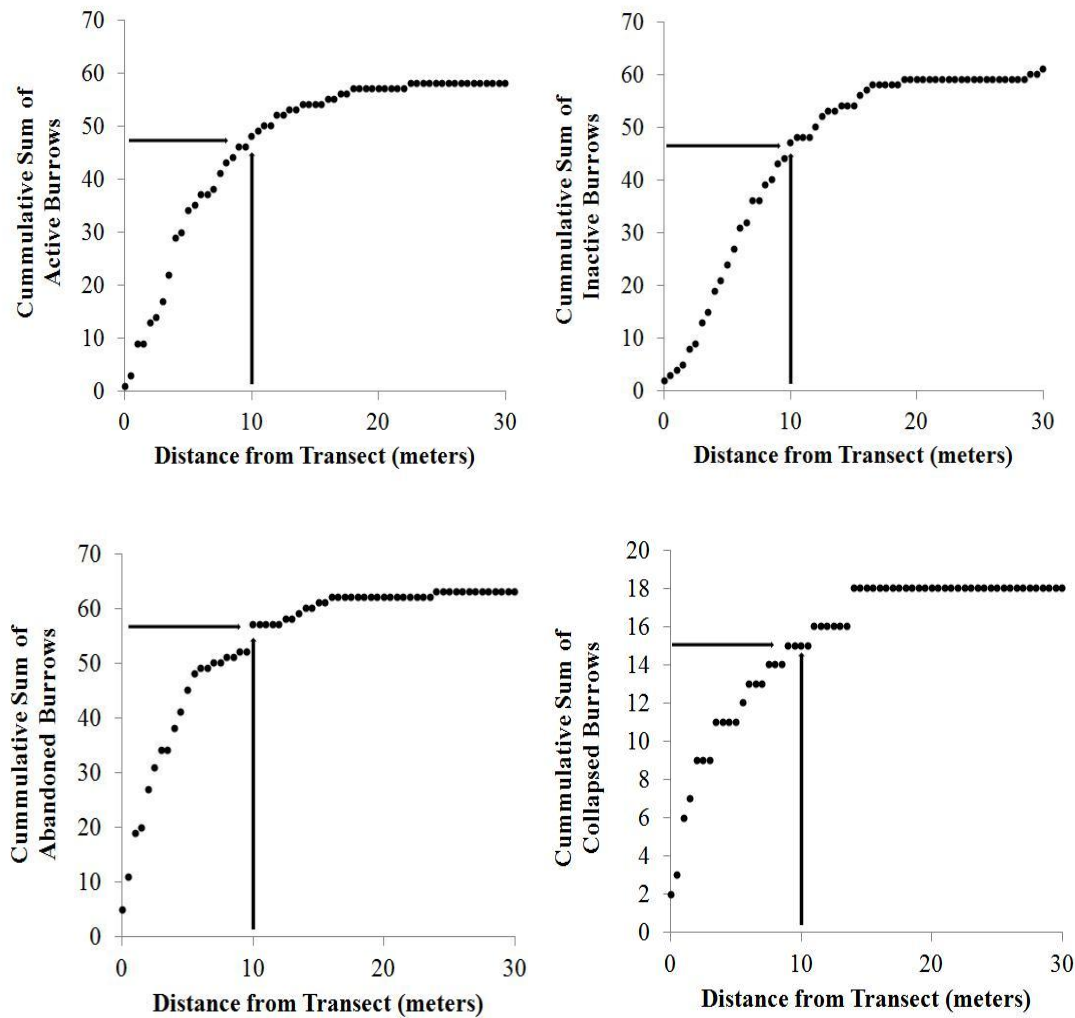 Cummulative Sum of
Active Burrows
70
60
50
40
30
20
10
0
0 10 20 30
Distance from Transect (meters)
Cummulative Sum of
Inactive Burrows
70
60
50
40
30
20
10
0
0 10 20 30
Distance from Transect (meters)
Cummulative Sum of
Abandoned Burrows
70
60
50
40
30
20
10
0
0 10 20 30
Distance from Transect (meters)
Cummulative Sum of
Collapsed Burrows
20
18
16
14
12
10
8
6
4
2
0
0 10 20 30
Distance from Transect (meters)